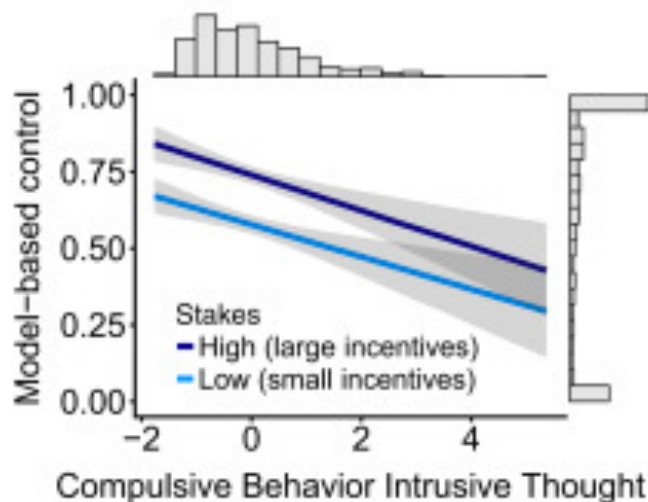 1.00
0.75
0.50
0.25
0.00
Model-based control
Stakes
High (large incentives)
Low (small incentives)
−2 0 2 4
Compulsive Behavior Intrusive Thought